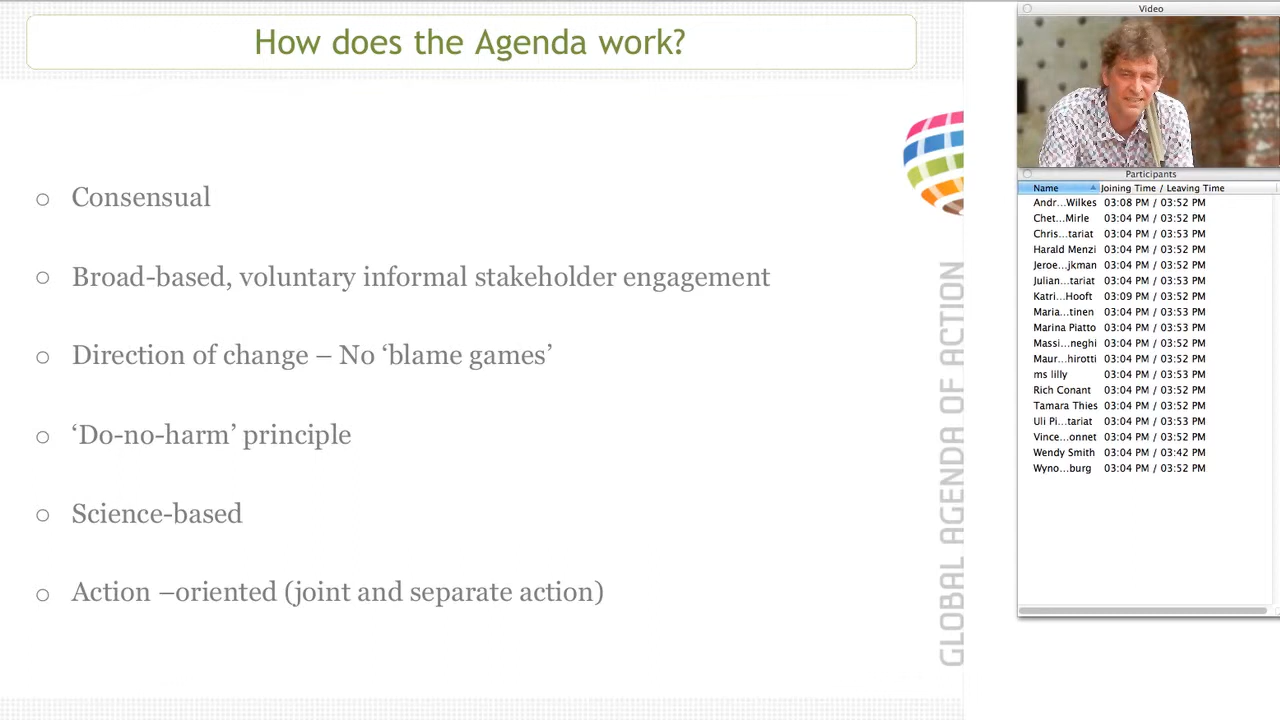 How does the Agenda work?
Consensual
Broad-based, voluntary informal stakeholder engagement
Direction of change – No ‘blame games’
‘Do-no-harm’ principle
Science-based
Action –oriented (joint and separate action)
GLOBAL AGENDA OF ACTION
Video
Participants
Name Joining Time / Leaving Time
Andr...Wilkes 03:08 PM / 03:52 PM
Chet...Mirle 03:04 PM / 03:52 PM
Chris...tariat 03:04 PM / 03:53 PM
Harald Menzi 03:04 PM / 03:52 PM
Jeroe...jkman 03:04 PM / 03:52 PM
Julian...tariat 03:04 PM / 03:53 PM
Katri...Hooft 03:09 PM / 03:52 PM
Maria...tinen 03:04 PM / 03:53 PM
Marina Piatto 03:04 PM / 03:53 PM
Massi...neghi 03:04 PM / 03:52 PM
Maur...hirotti 03:04 PM / 03:52 PM
ms lilly 03:04 PM / 03:53 PM
Rich Conant 03:04 PM / 03:52 PM
Tamara Thies 03:04 PM / 03:52 PM
Uli Pi...tariat 03:04 PM / 03:53 PM
Vince...onnet 03:04 PM / 03:52 PM
Wendy Smith 03:04 PM / 03:42 PM
Wyno...burg 03:04 PM / 03:52 PM